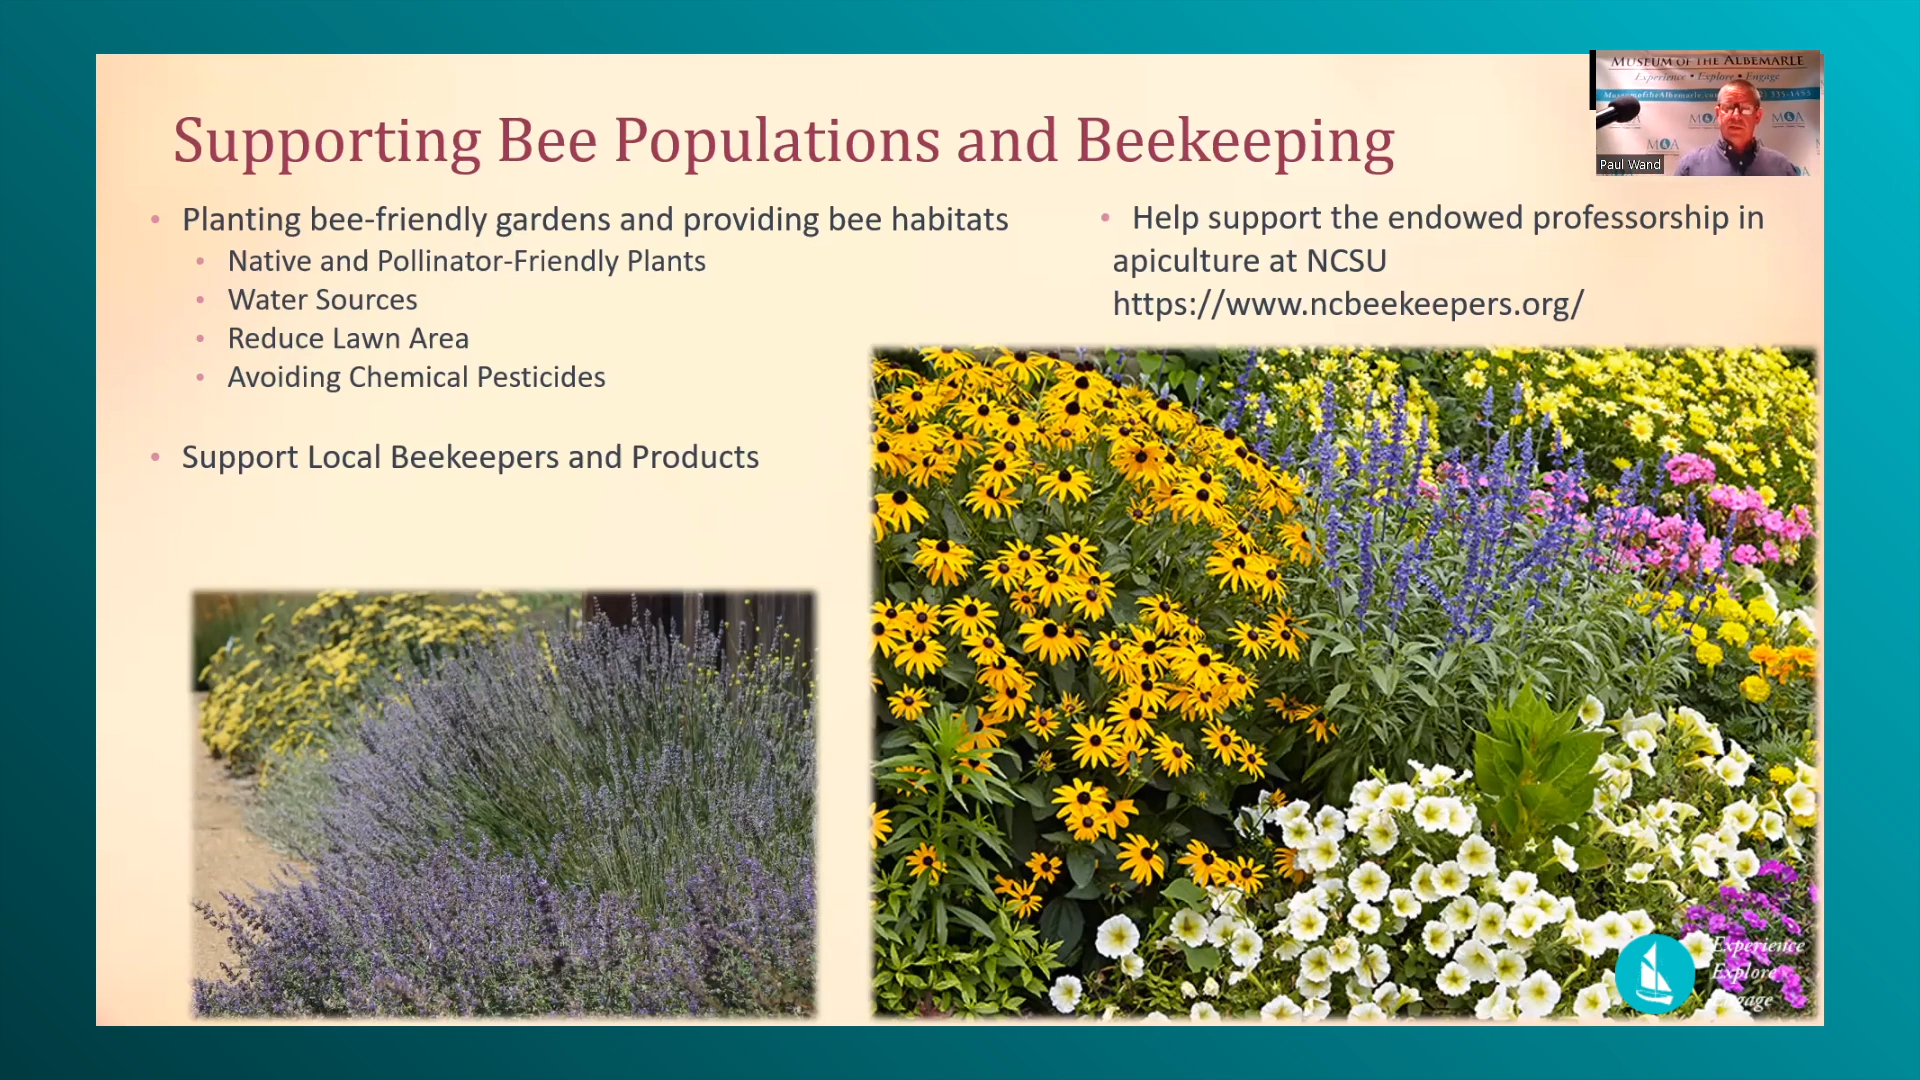 Supporting Bee Populations and Beekeeping
• Planting bee-friendly gardens and providing bee habitats
• Native and Pollinator-Friendly Plants
• Water Sources
• Reduce Lawn Area
• Avoiding Chemical Pesticides
• Support Local Beekeepers and Products
• Help support the endowed professorship in
apiculture at NCSU
https://www.ncbeekeepers.org/
MUSEUM OF THE ALBEMARLE
Experience • Explore • Engage
MOA
MOA
MOA
Paul Wand
Experience
Explore
Engage